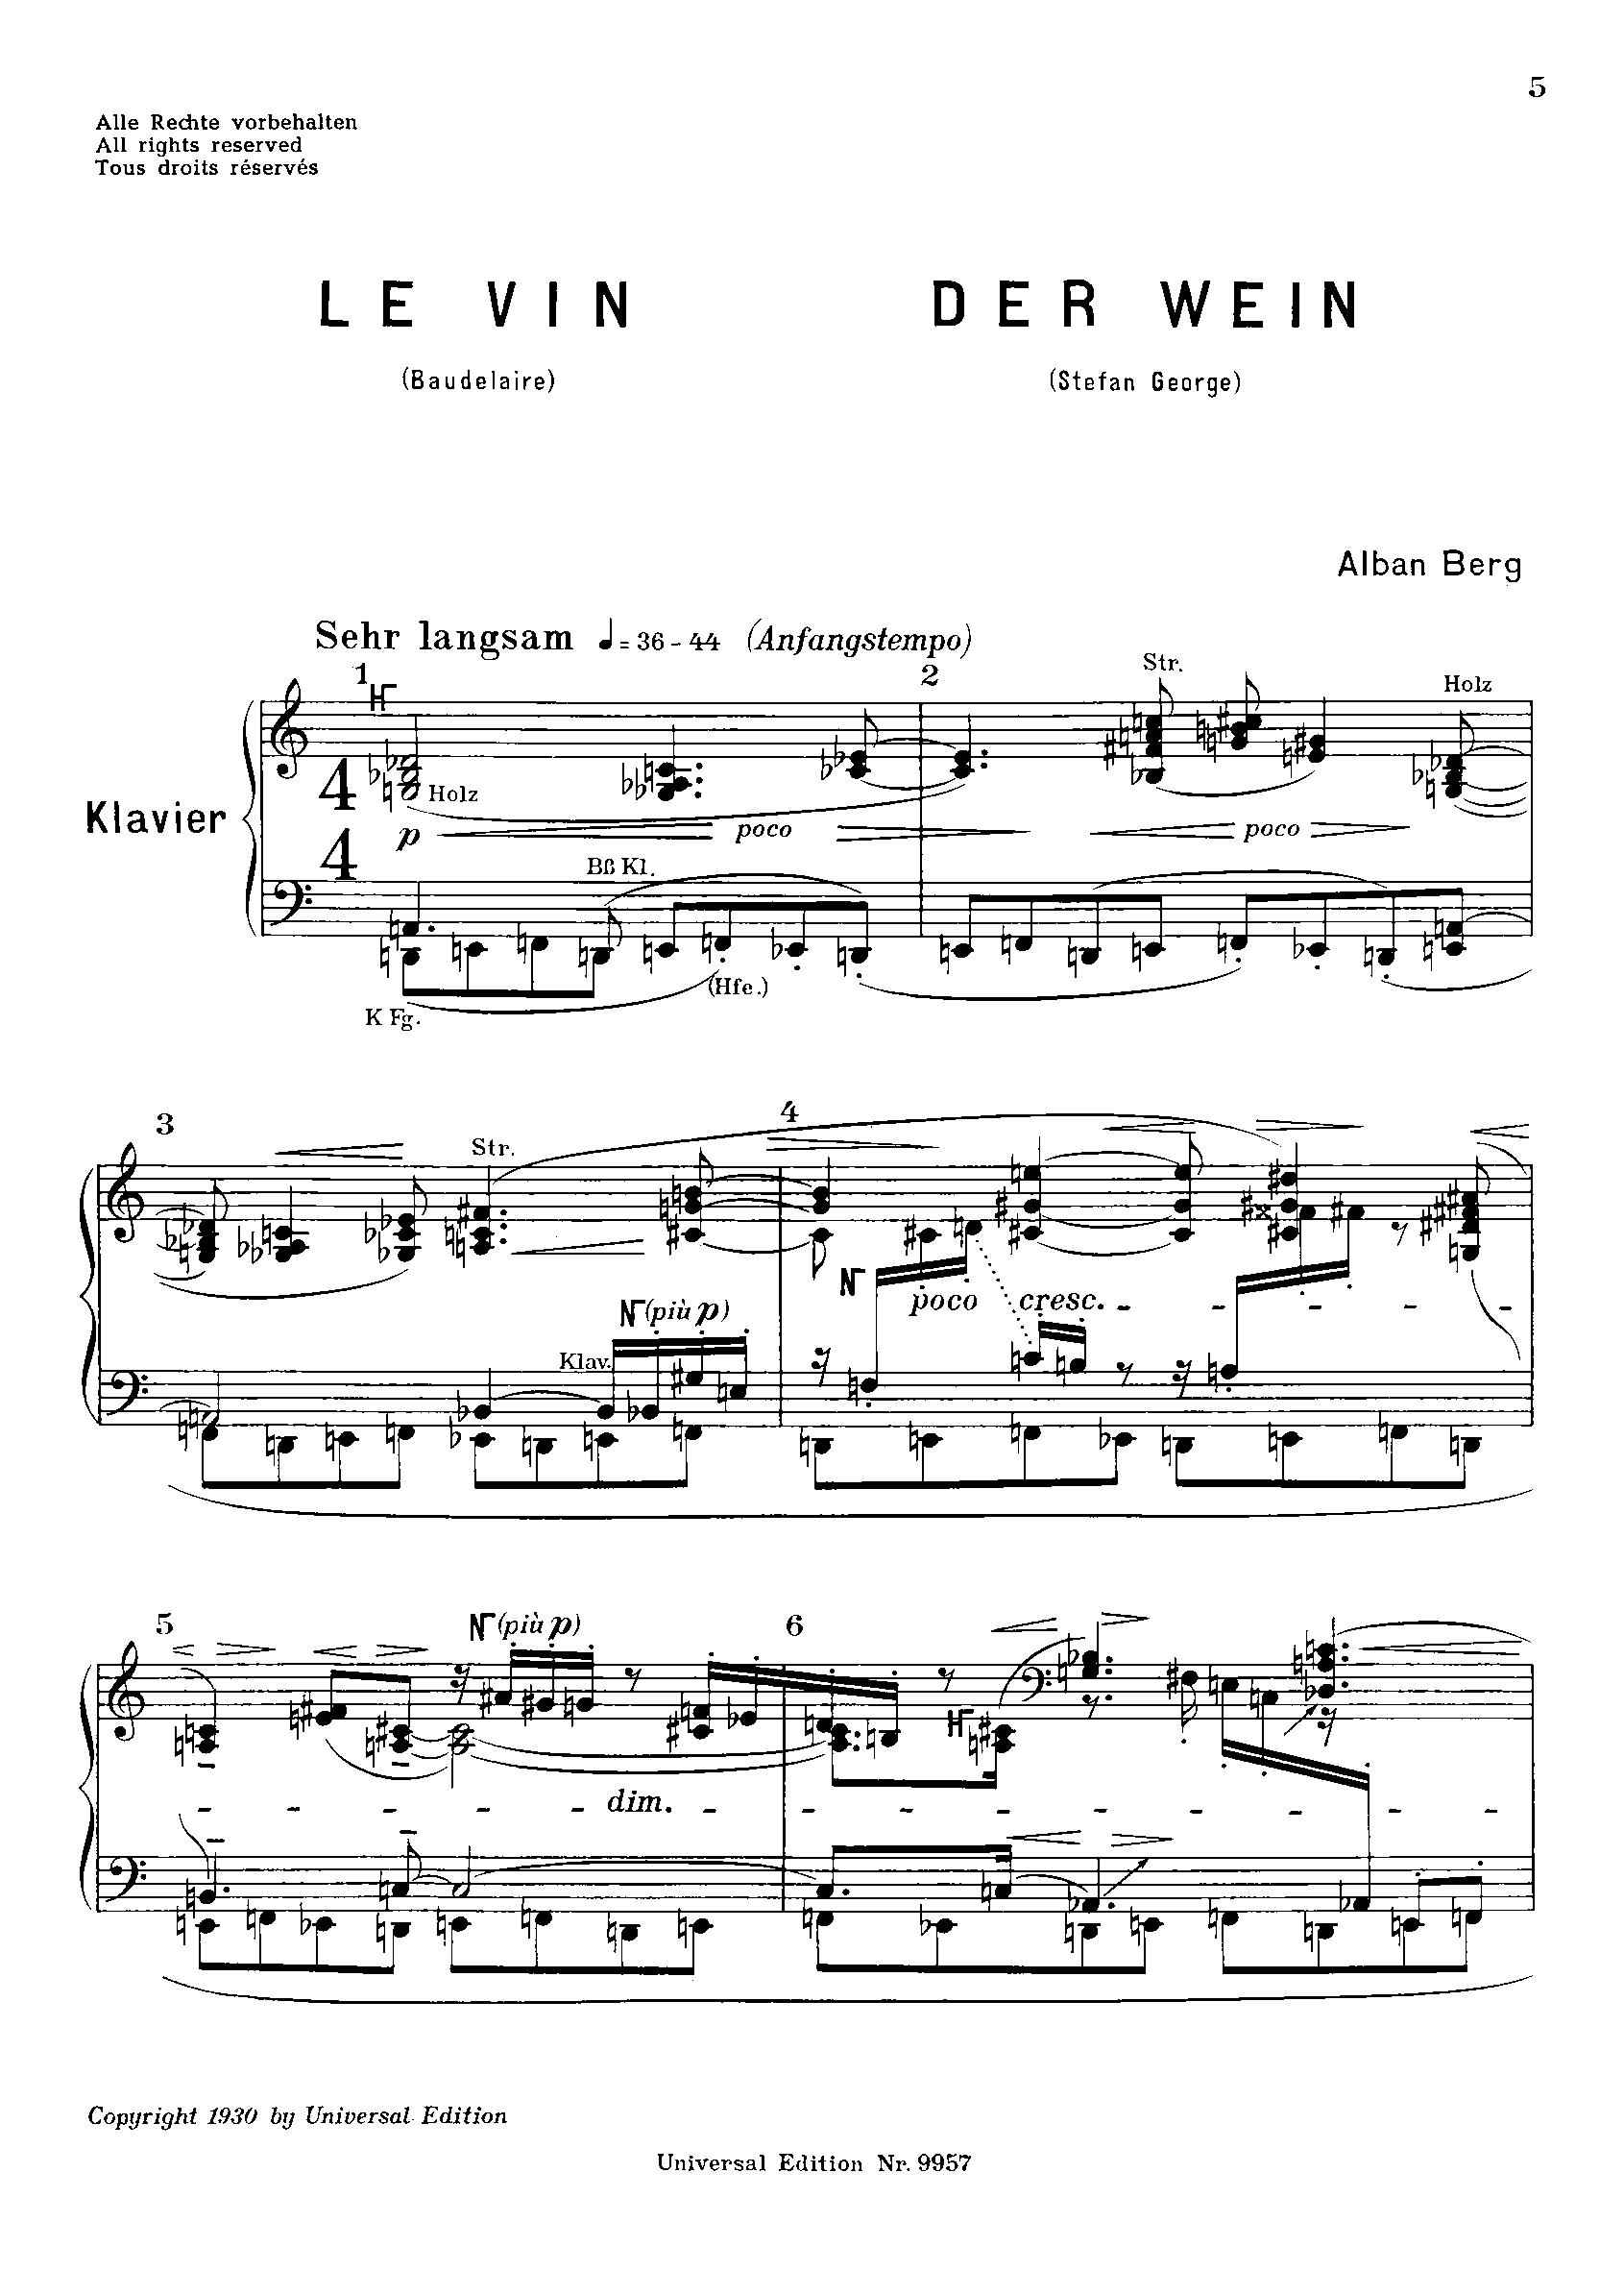 5
Alle Rechte vorbehalten
All rights reserved
Tous droits réservés
LE VIN
(Baudelaire)
DER WEIN
(Stefan George)
Alban Berg
Sehr langsam ♩ = 36 - 44 (Anfangstempo)
1 2 Str. Holz
Klavier
4 4
Holz
p poco poco
Bß Kl.
(Hfe.)
K Fg.
3 4
Str.
(più p)
poco cresc.
Klav.
5 (più p) 6
dim.
Copyright 1930 by Universal Edition
Universal Edition Nr. 9957